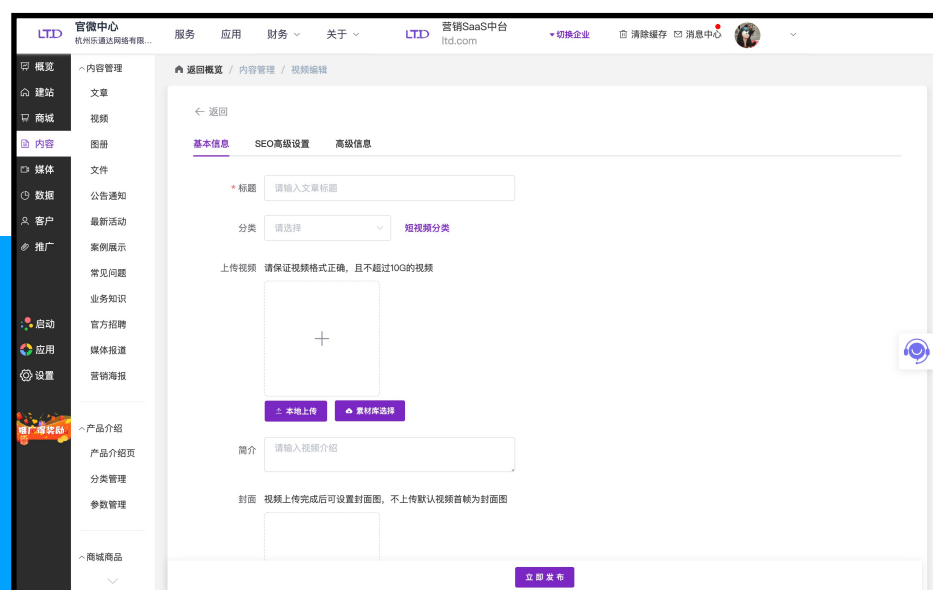 LTD 官微中心
杭州乐通达网络有限...
服务 应用 财务 关于
LTD 营销SaaS中台
ltd.com
切换企业 清除缓存 消息中心
概览
建站
商城
内容
媒体
数据
客户
推广
启动
应用
设置
推广得奖励
内容管理
文章
视频
图册
文件
公告通知
最新活动
案例展示
常见问题
业务知识
官方招聘
媒体报道
营销海报
产品介绍
产品介绍页
分类管理
参数管理
商城商品
返回概览 / 内容管理 / 视频编辑
← 返回
基本信息 SEO高级设置 高级信息
* 标题 请输入文章标题
分类 请选择 短视频分类
上传视频 请保证视频格式正确，且不超过10G的视频
本地上传 素材库选择
简介 请输入视频介绍
封面 视频上传完成后可设置封面图，不上传默认视频首帧为封面图
立即发布